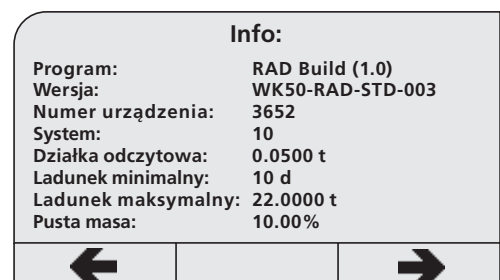 Info:
Program: RAD Build (1.0)
Wersja: WK50-RAD-STD-003
Numer urządzenia: 3652
System: 10
Działka odczytowa: 0.0500 t
Ladunek minimalny: 10 d
Ladunek maksymalny: 22.0000 t
Pusta masa: 10.00%